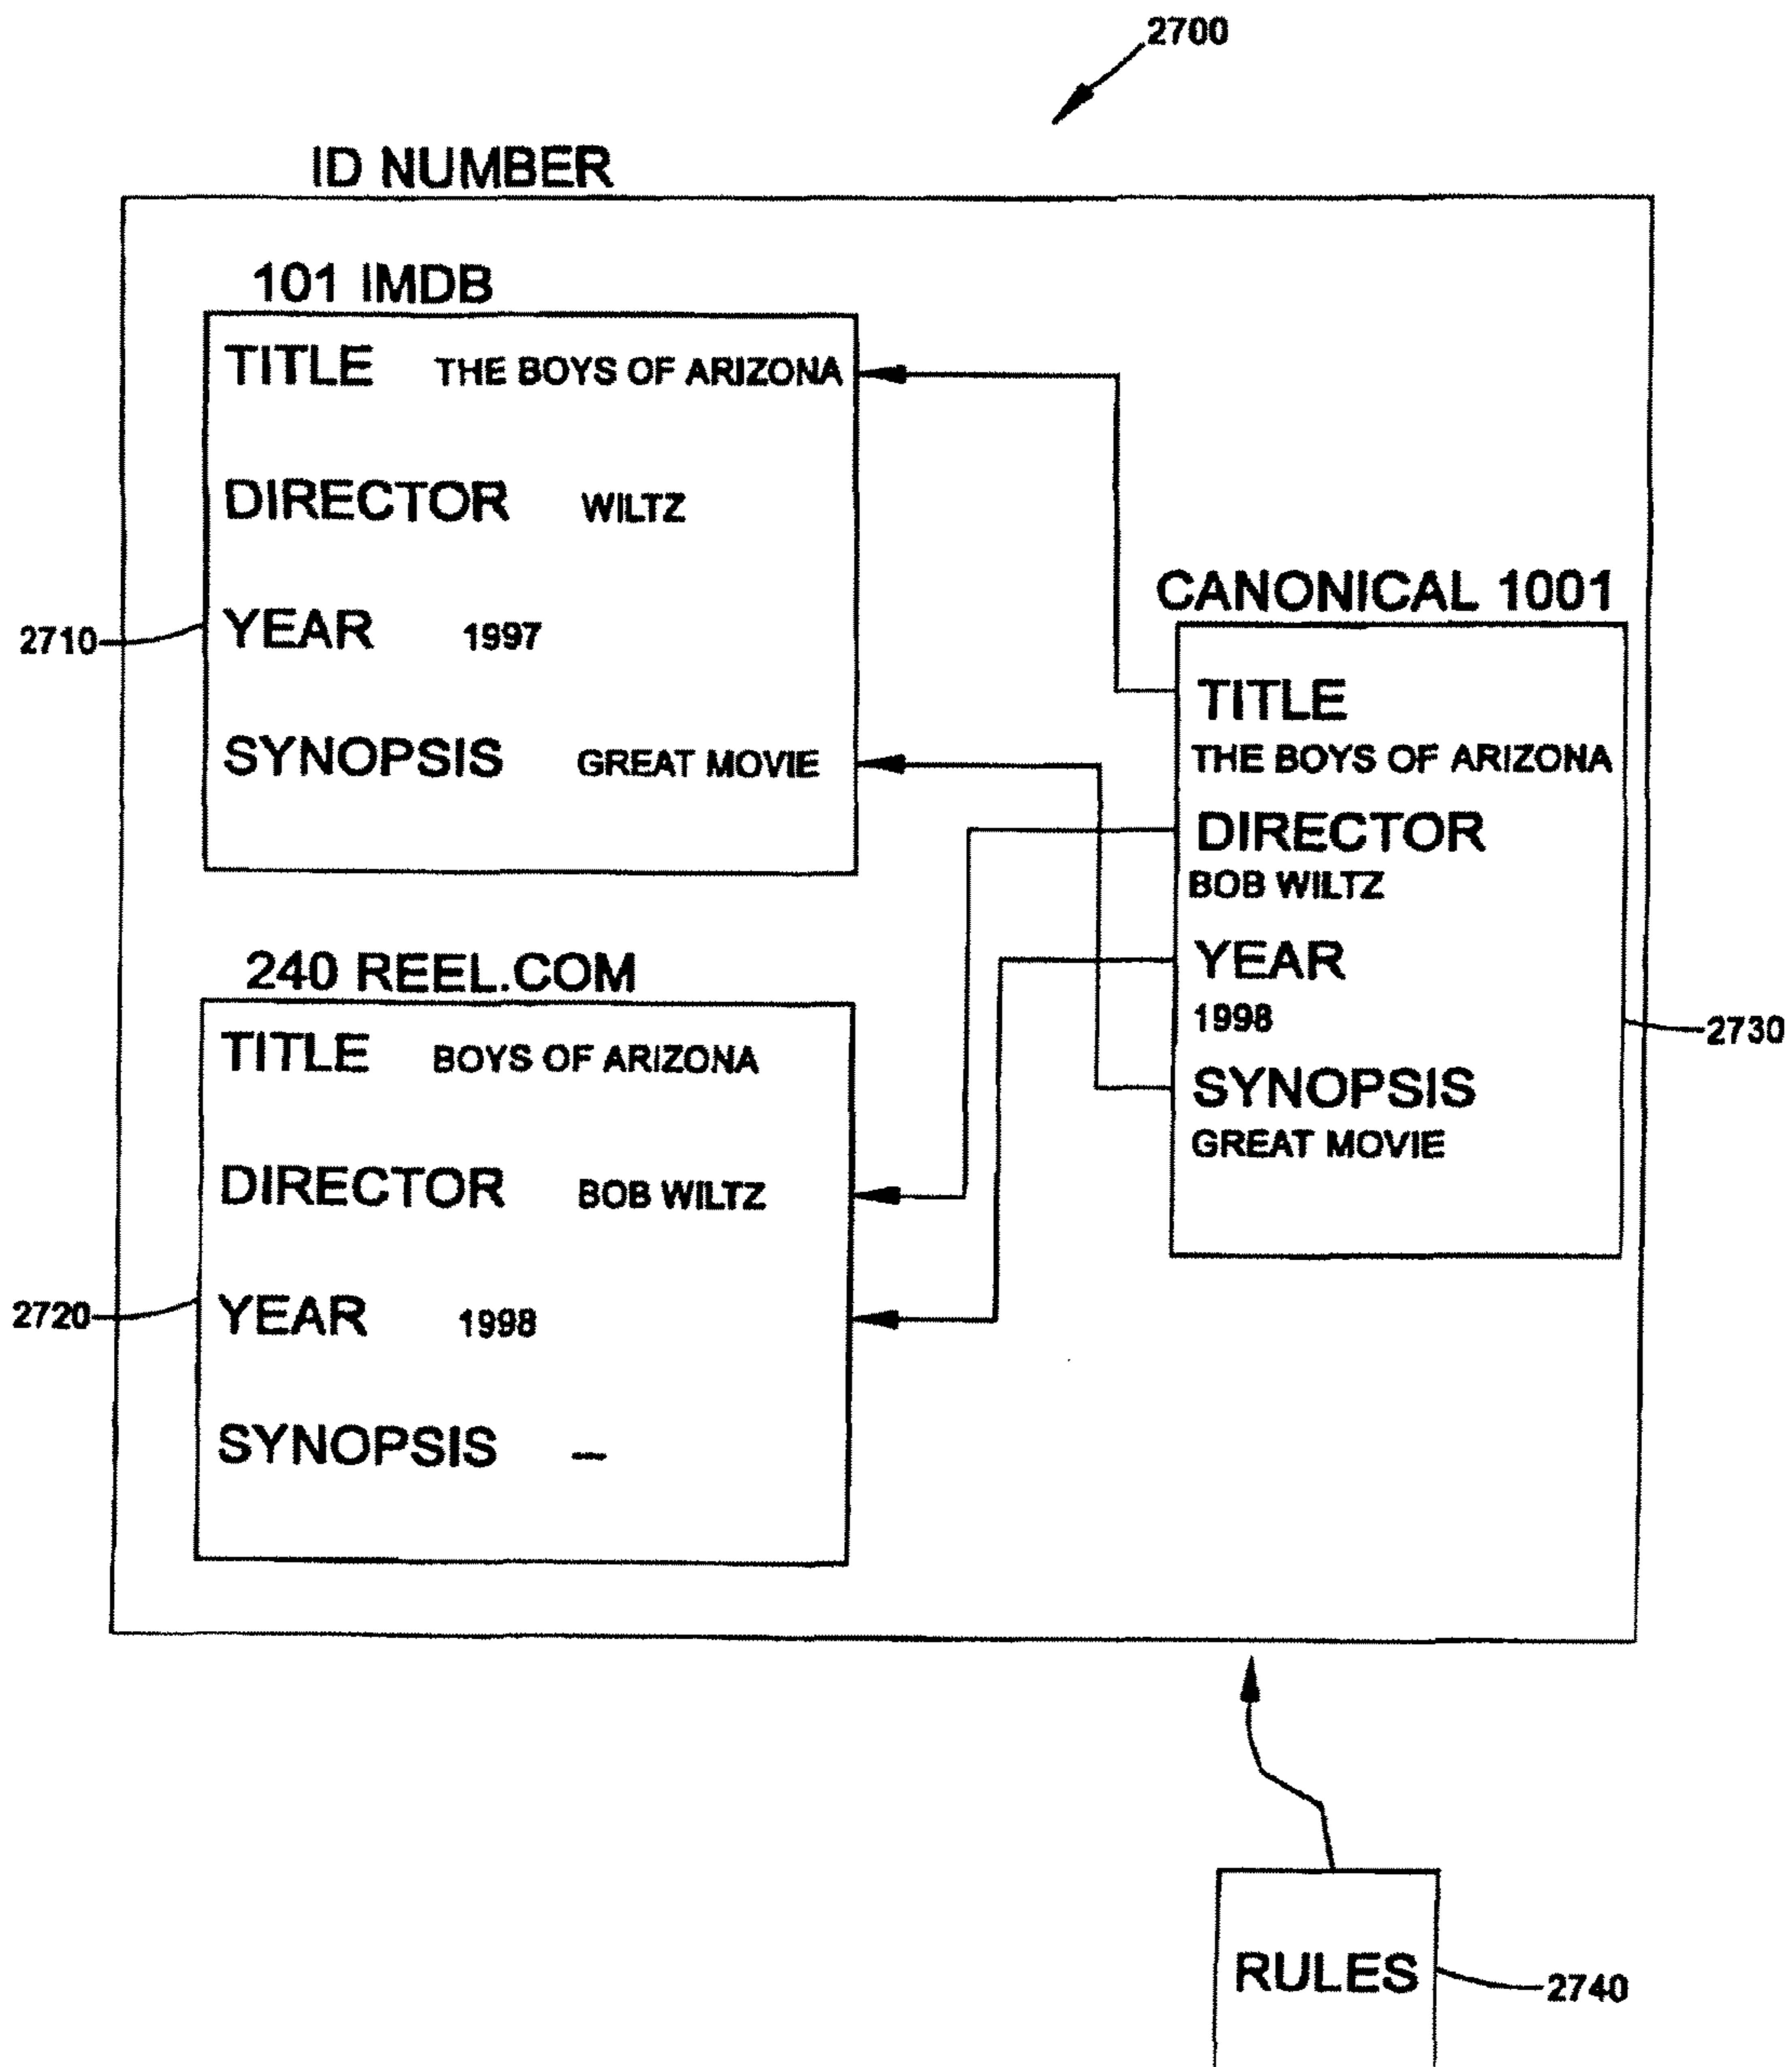 2700
ID NUMBER
101 IMDB
TITLE THE BOYS OF ARIZONA
DIRECTOR WILTZ
2710 YEAR 1997
SYNOPSIS GREAT MOVIE
240 REEL.COM
TITLE BOYS OF ARIZONA
DIRECTOR BOB WILTZ
2720 YEAR 1998
SYNOPSIS –
CANONICAL 1001
TITLE
THE BOYS OF ARIZONA
DIRECTOR
BOB WILTZ
YEAR
1998
2730
SYNOPSIS
GREAT MOVIE
RULES 2740